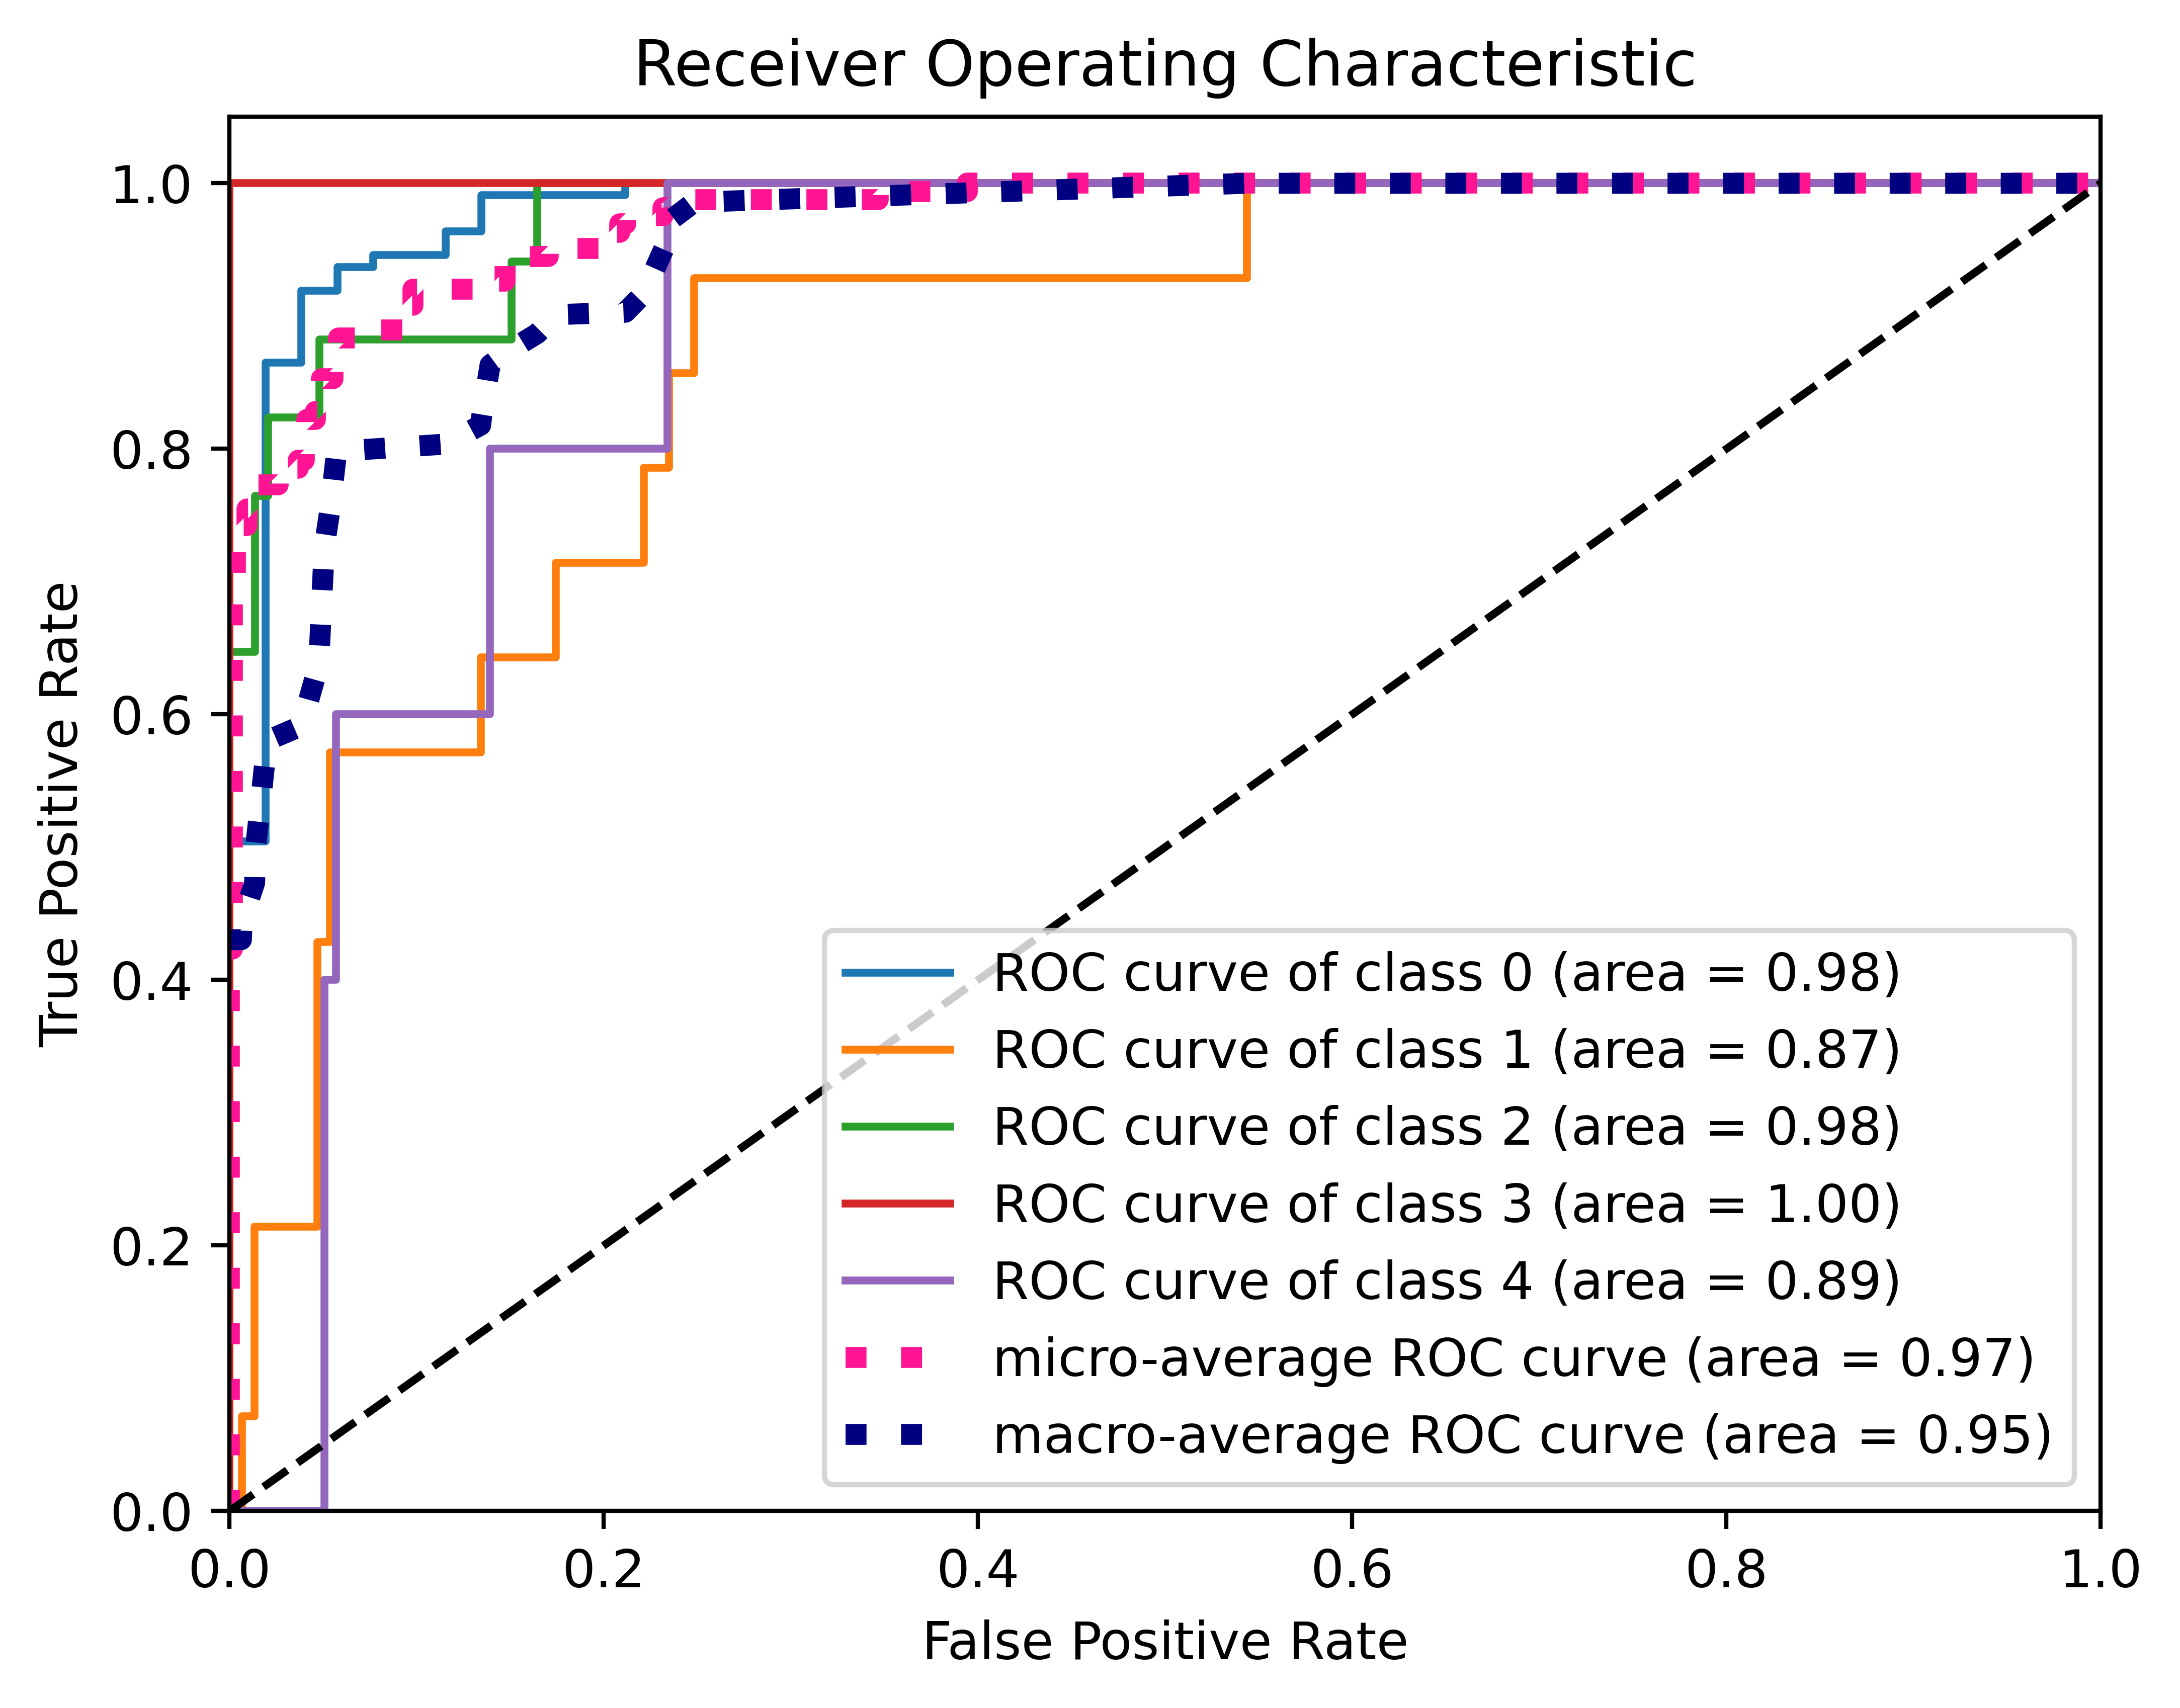 Receiver Operating Characteristic
True Positive Rate
1.0
0.8
0.6
0.4
0.2
0.0
ROC curve of class 0 (area = 0.98)
ROC curve of class 1 (area = 0.87)
ROC curve of class 2 (area = 0.98)
ROC curve of class 3 (area = 1.00)
ROC curve of class 4 (area = 0.89)
micro-average ROC curve (area = 0.97)
macro-average ROC curve (area = 0.95)
0.0 0.2 0.4 0.6 0.8 1.0
False Positive Rate